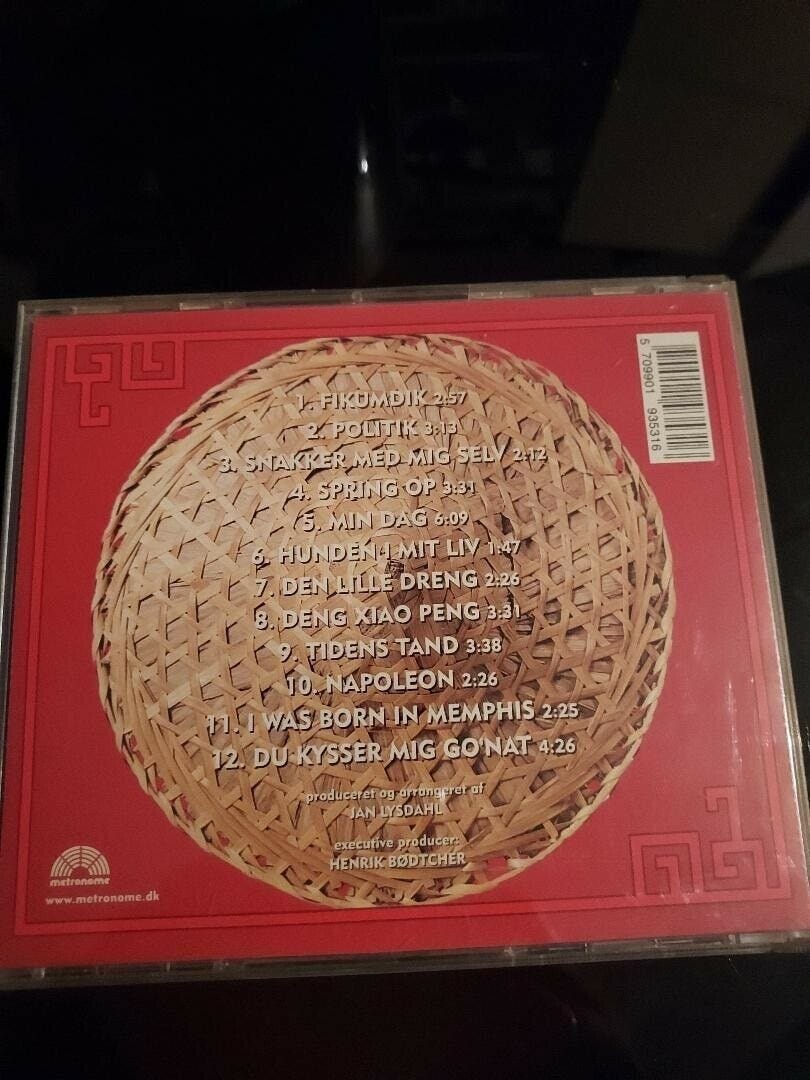 1. FIKUMDIK 2:57
2. POLITIK 3:13
3. SNAKKER MED MIG SELV 2:12
4. SPRING OP 3:31
5. MIN DAG 6:09
6. HUNDEN I MIT LIV 1:47
7. DEN LILLE DRENG 2:26
8. DENG XIAO PENG 3:31
9. TIDENS TAND 3:38
10. NAPOLEON 2:26
11. I WAS BORN IN MEMPHIS 2:25
12. DU KYSSER MIG GO'NAT 4:26
produceret og arrangeret af
JAN LYSDAHL
executive producer:
HENRIK BØDTCHER
metronome
www.metronome.dk
5 709901 935316